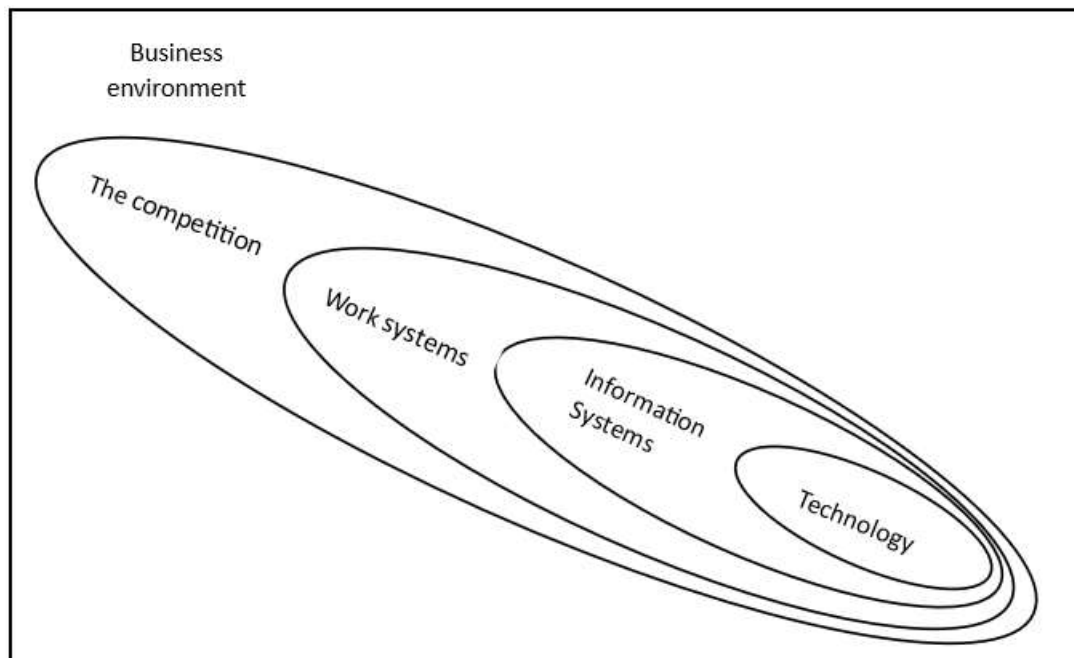 Business
environment
The competition
Work systems
Information
Systems
Technology